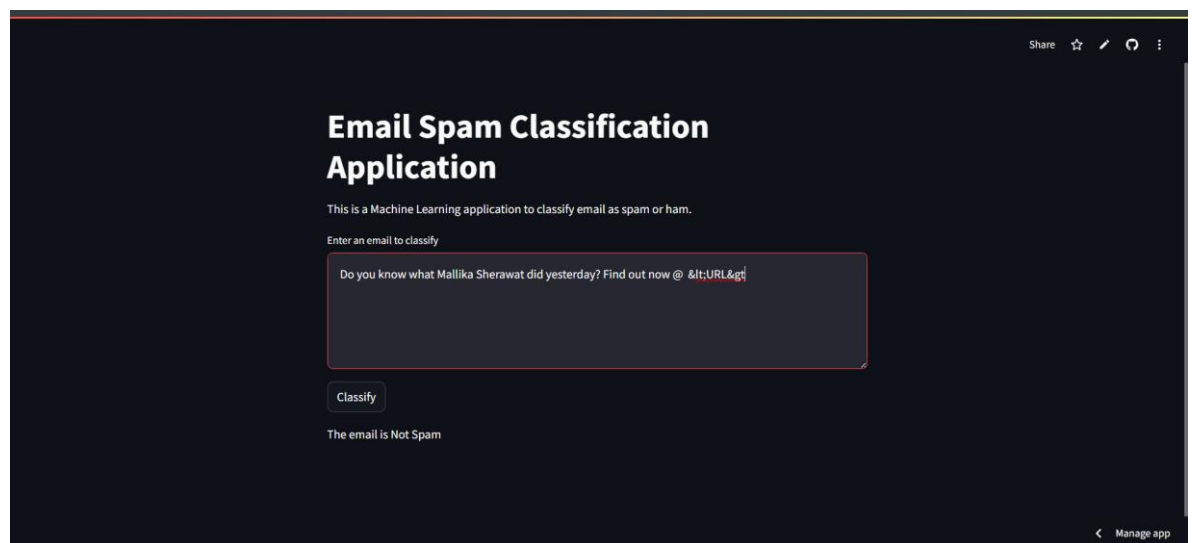 Share
Email Spam Classification
Application
This is a Machine Learning application to classify email as spam or ham.
Enter an email to classify
Do you know what Mallika Sherawat did yesterday? Find out now @ &lt;URL&gt
Classify
The email is Not Spam
Manage app